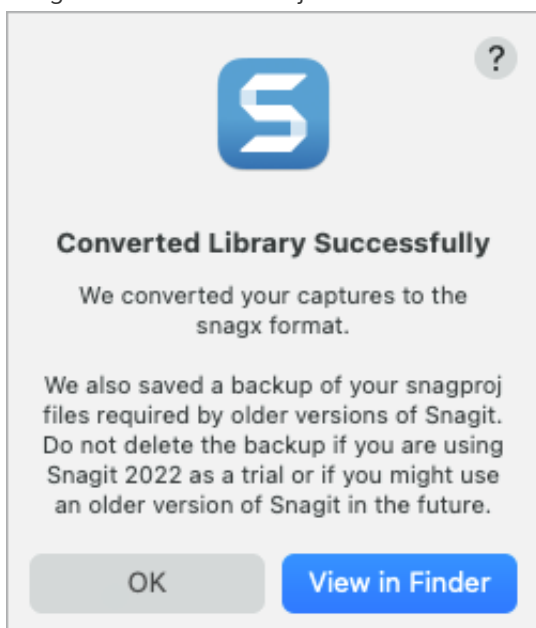 ?
Converted Library Successfully
We converted your captures to the
snagx format.
We also saved a backup of your snagproj
files required by older versions of Snagit.
Do not delete the backup if you are using
Snagit 2022 as a trial or if you might use
an older version of Snagit in the future.
OK
View in Finder